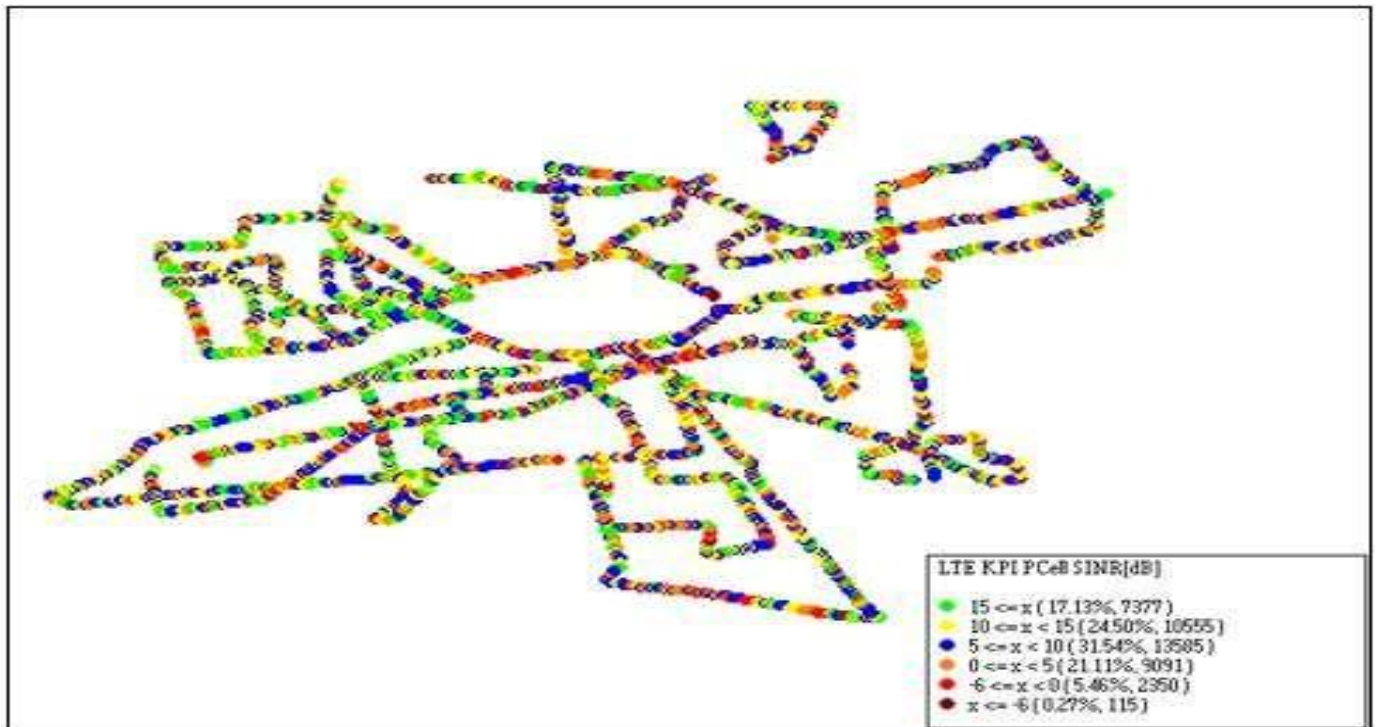 LTE KPI PCell SINR[dB]
15 <= x ( 17.13%, 7377 )
10 <= x < 15 ( 24.50%, 10555 )
5 <= x < 10 ( 31.54%, 13585 )
0 <= x < 5 ( 21.11%, 9091 )
-6 <= x < 0 ( 5.46%, 2350 )
x <= -6 ( 0.27%, 115 )